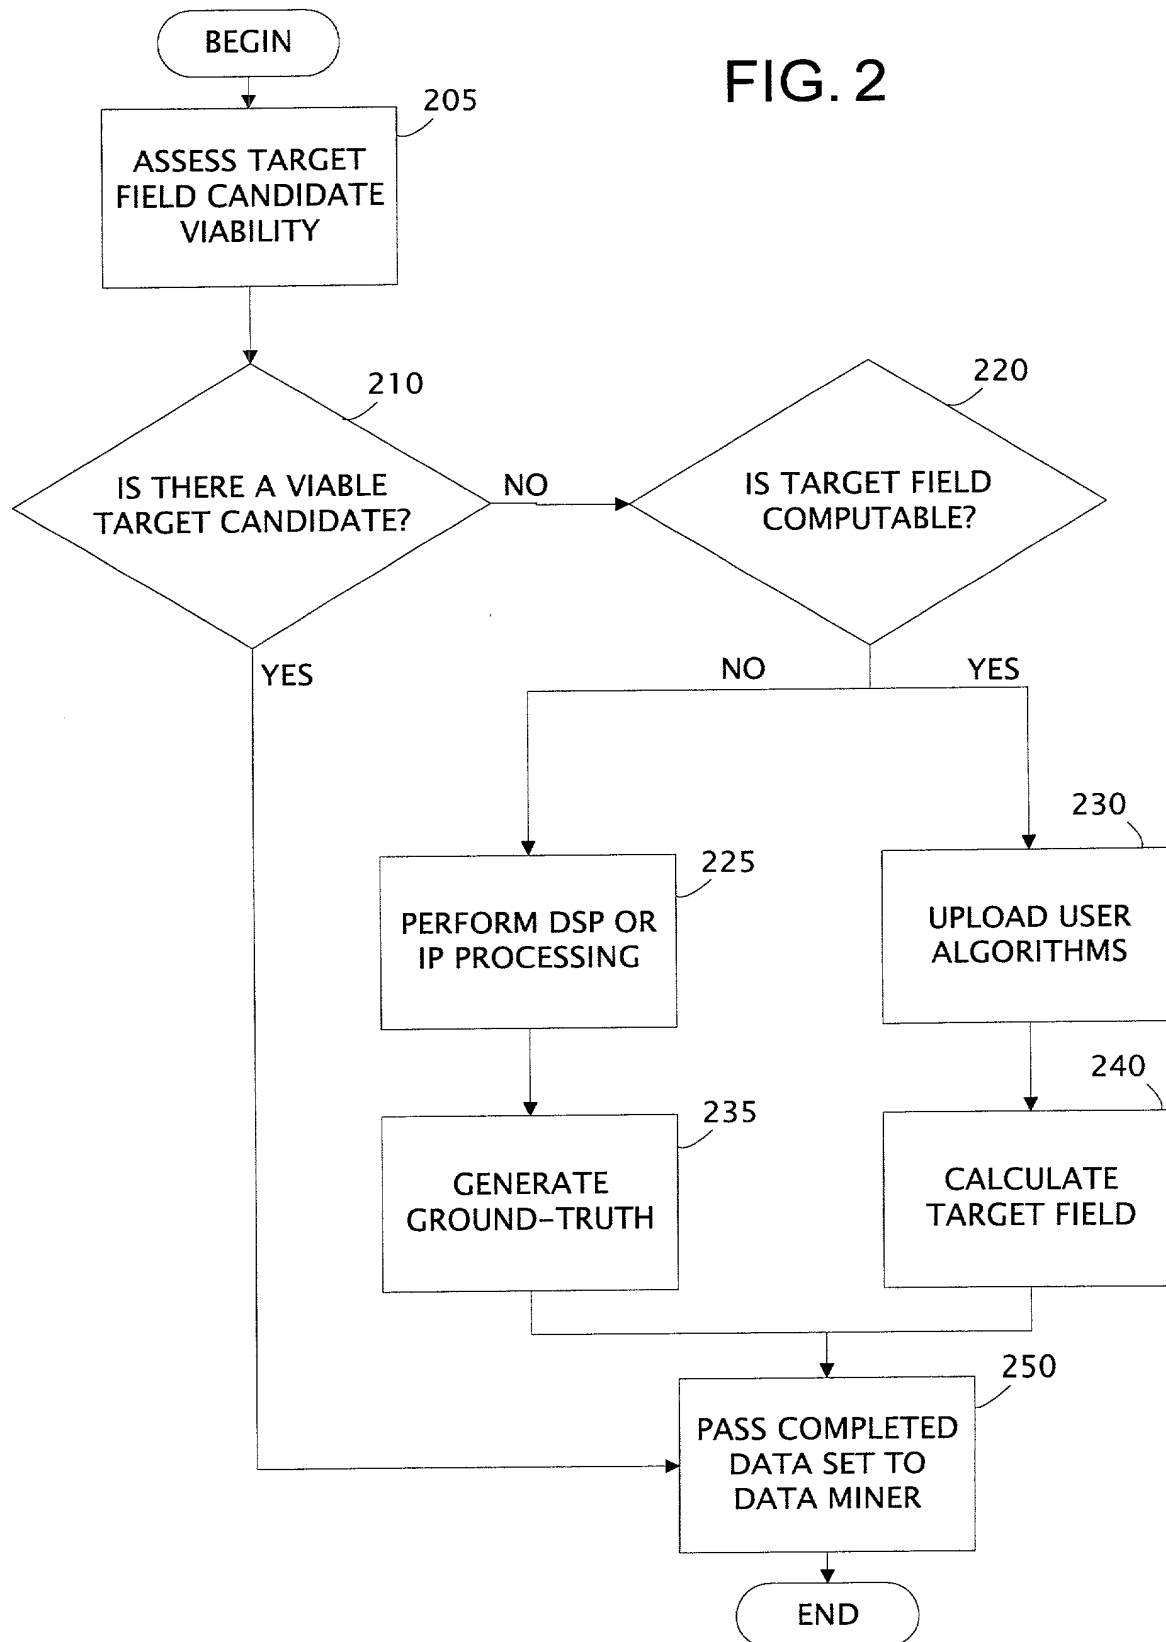 BEGIN
FIG. 2
205
ASSESS TARGET
FIELD CANDIDATE
VIABILITY
210
IS THERE A VIABLE
TARGET CANDIDATE?
NO
YES
220
IS TARGET FIELD
COMPUTABLE?
NO
YES
225
PERFORM DSP OR
IP PROCESSING
230
UPLOAD USER
ALGORITHMS
235
GENERATE
GROUND-TRUTH
240
CALCULATE
TARGET FIELD
250
PASS COMPLETED
DATA SET TO
DATA MINER
END